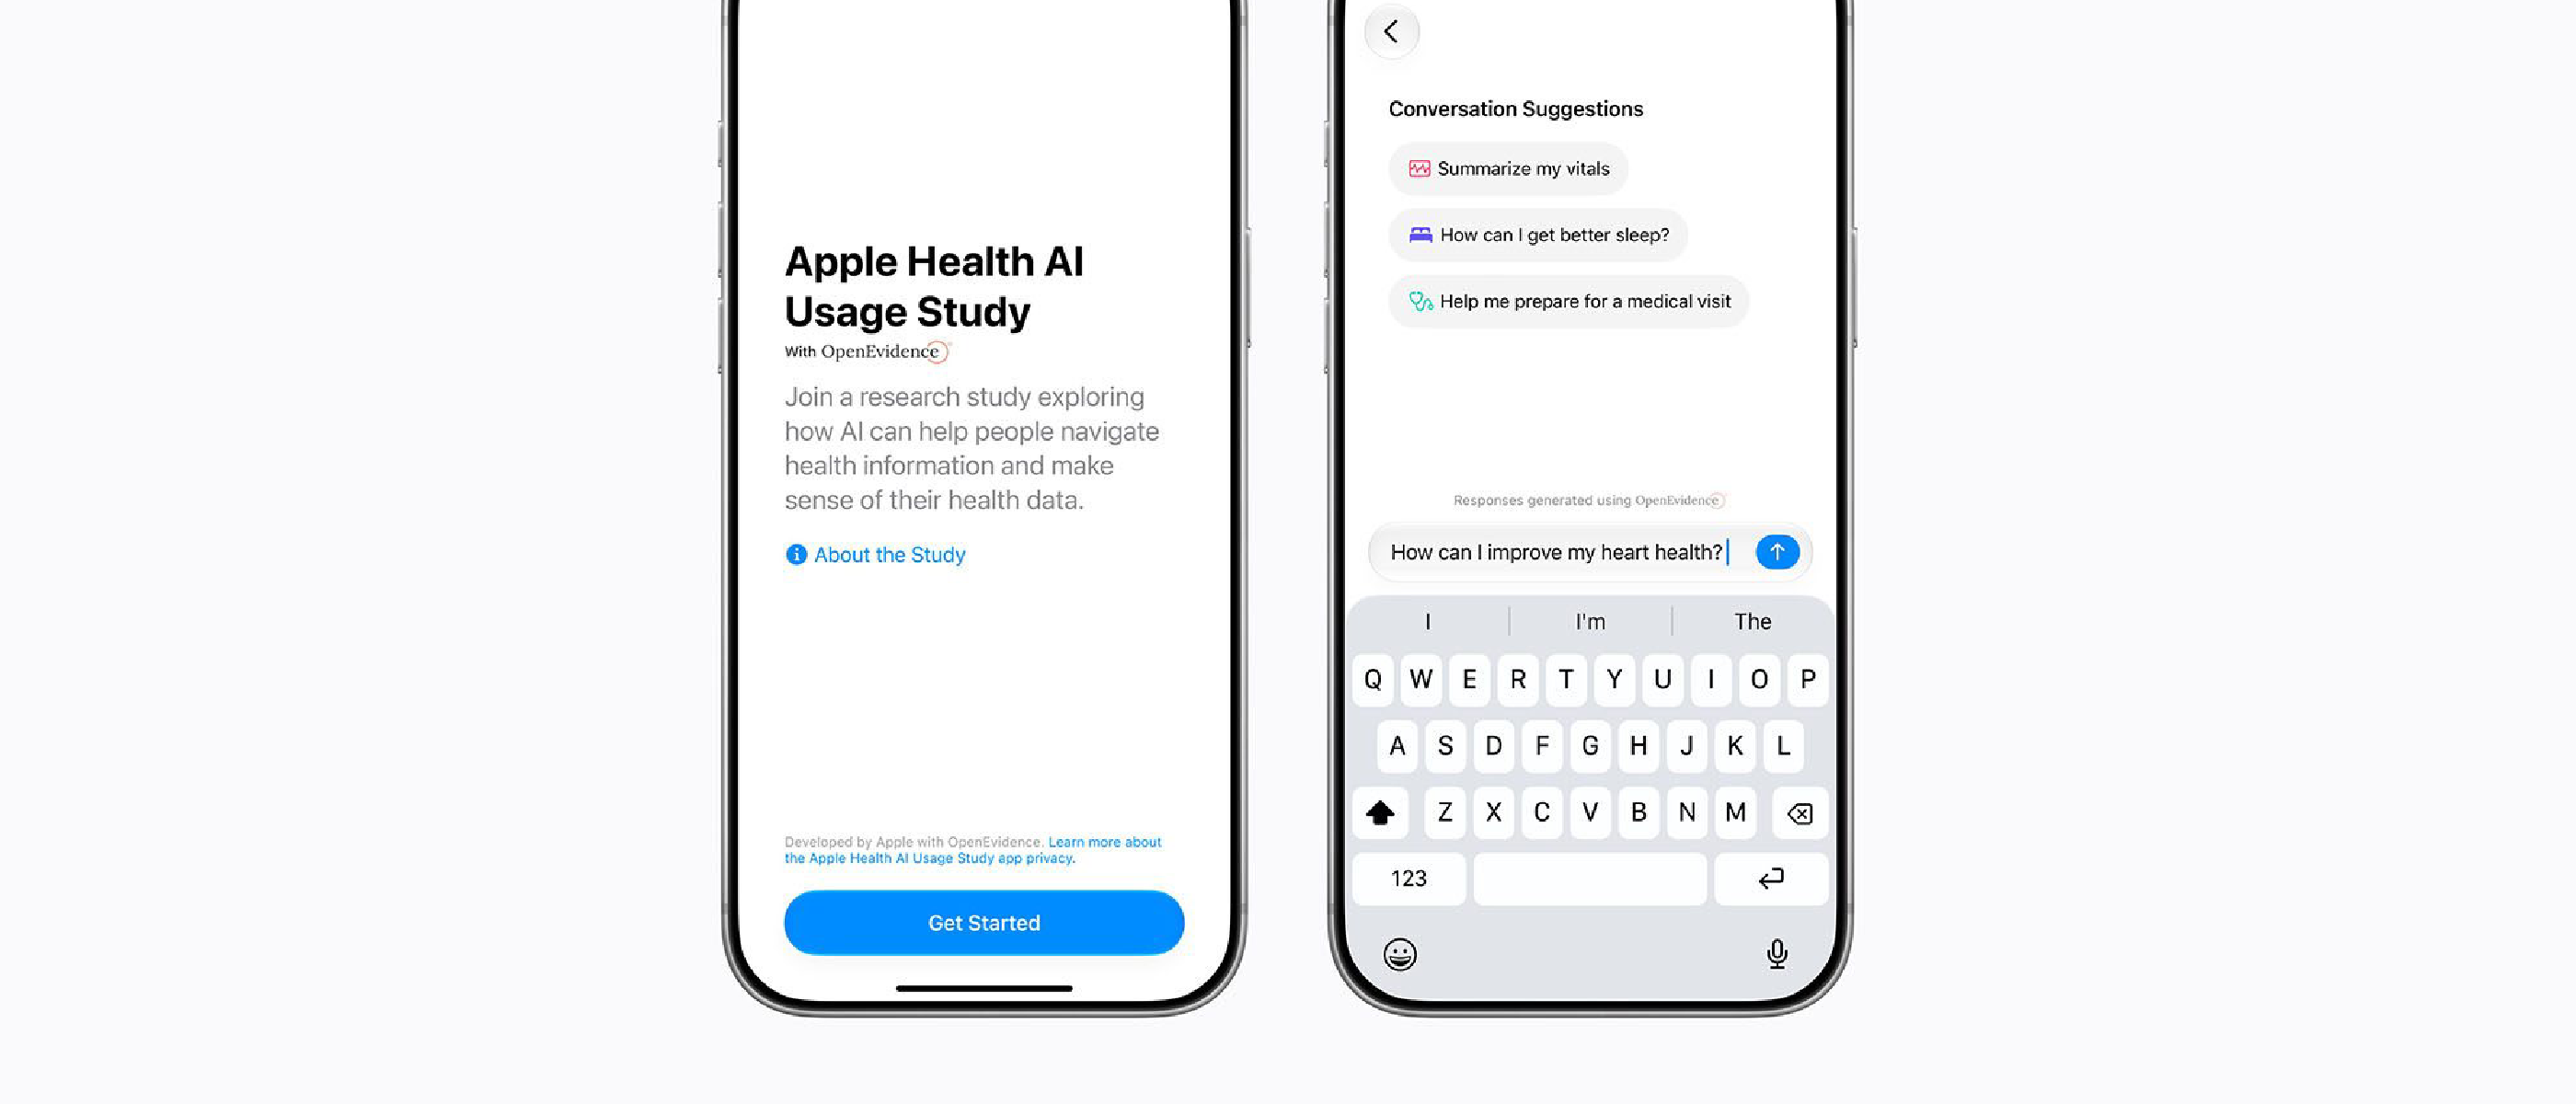 Apple Health AI
Usage Study
With OpenEvidence
Join a research study exploring
how AI can help people navigate
health information and make
sense of their health data.
About the Study
Developed by Apple with OpenEvidence. Learn more about
the Apple Health AI Usage Study app privacy.
Get Started
Conversation Suggestions
Summarize my vitals
How can I get better sleep?
Help me prepare for a medical visit
Responses generated using OpenEvidence
How can I improve my heart health?
I I'm The
Q W E R T Y U I O P
A S D F G H J K L
Z X C V B N M
123